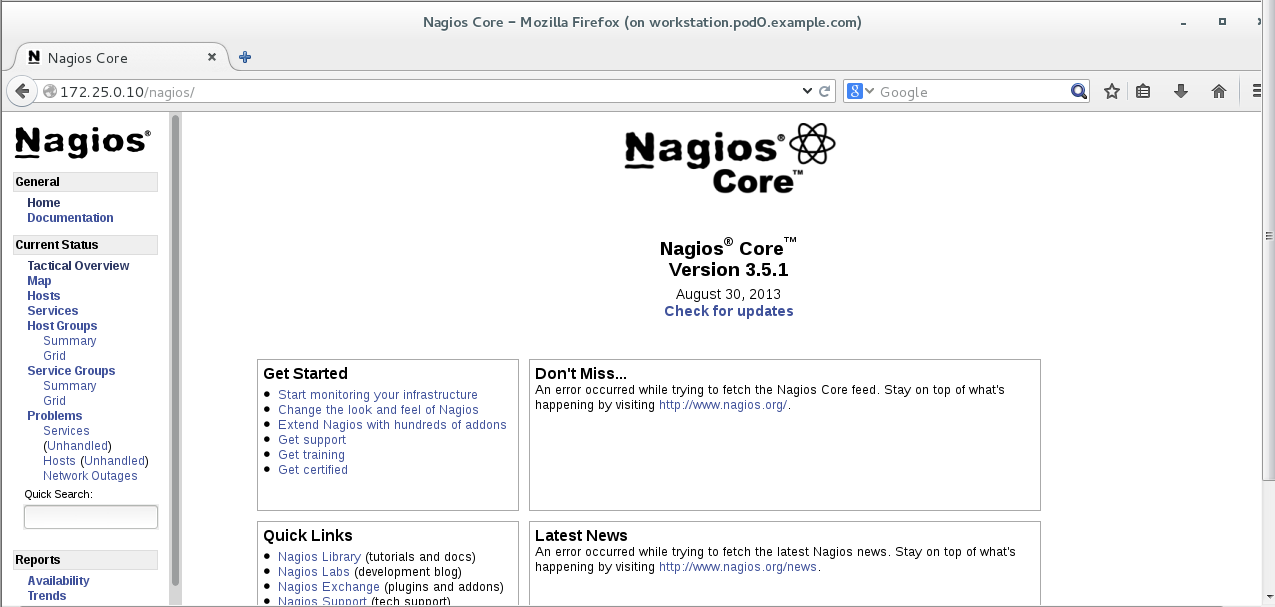 Nagios Core – Mozilla Firefox (on workstation.pod0.example.com)
Nagios Core
172.25.0.10/nagios/
Google
Nagios®
General
Home
Documentation
Current Status
Tactical Overview
Map
Hosts
Services
Host Groups
Summary
Grid
Service Groups
Summary
Grid
Problems
Services
(Unhandled)
Hosts (Unhandled)
Network Outages
Quick Search:
Reports
Availability
Trends
Nagios®
Core™
Nagios® Core™
Version 3.5.1
August 30, 2013
Check for updates
Get Started
Start monitoring your infrastructure
Change the look and feel of Nagios
Extend Nagios with hundreds of addons
Get support
Get training
Get certified
Don't Miss...
An error occurred while trying to fetch the Nagios Core feed. Stay on top of what's
happening by visiting http://www.nagios.org/.
Quick Links
Nagios Library (tutorials and docs)
Nagios Labs (development blog)
Nagios Exchange (plugins and addons)
Nagios Support (tech support)
Latest News
An error occurred while trying to fetch the latest Nagios news. Stay on top of what's
happening by visiting http://www.nagios.org/news.